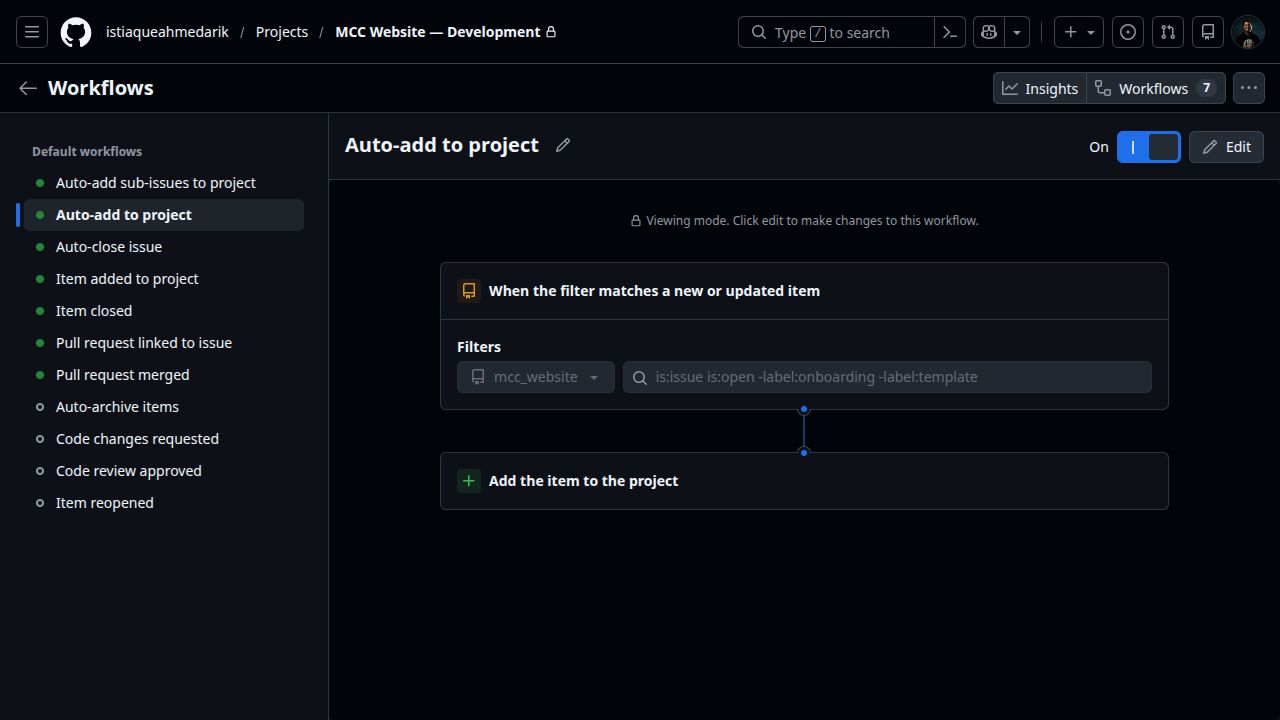 istiaqueahmedarik / Projects / MCC Website — Development
Type / to search
Workflows
Insights
Workflows 7
Default workflows
Auto-add sub-issues to project
Auto-add to project
Auto-close issue
Item added to project
Item closed
Pull request linked to issue
Pull request merged
Auto-archive items
Code changes requested
Code review approved
Item reopened
Auto-add to project
On
Edit
Viewing mode. Click edit to make changes to this workflow.
When the filter matches a new or updated item
Filters
mcc_website
is:issue is:open -label:onboarding -label:template
Add the item to the project